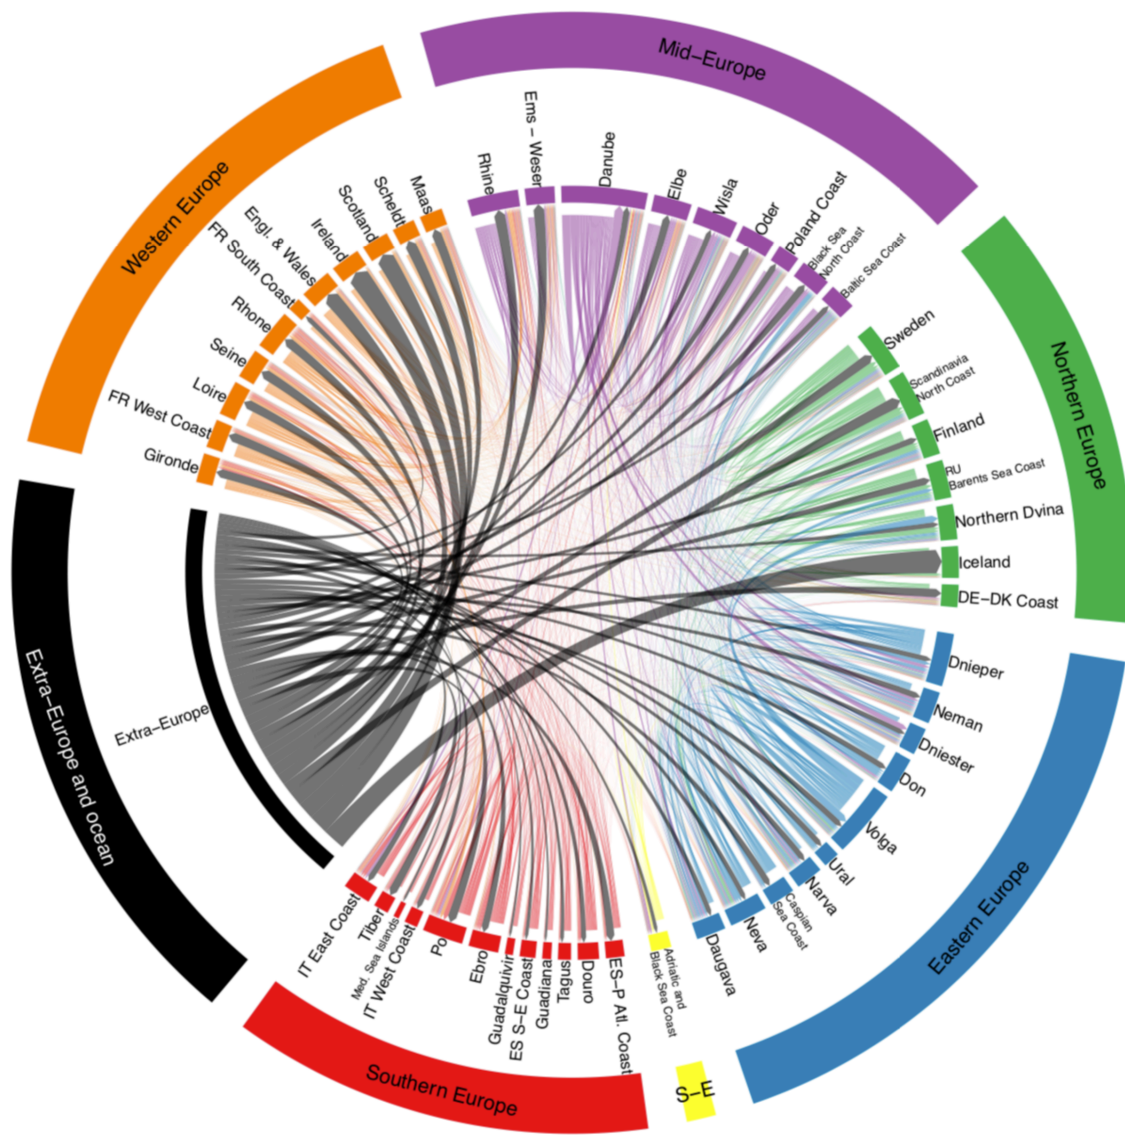 Mid–Europe
Northern Europe
Eastern Europe
S–E
Southern Europe
Extra–Europe and ocean
Western Europe
Rhine
Ems – Weser
Danube
Elbe
Wisla
Oder
Poland Coast
Black Sea
North Coast
Baltic Sea Coast
Sweden
Scandinavia
North Coast
Finland
RU
Barents Sea Coast
Northern Dvina
Iceland
DE–DK Coast
Dnieper
Neman
Dniester
Don
Volga
Ural
Narva
Caspian
Sea Coast
Neva
Daugava
Adriatic and
Black Sea Coast
ES–P Atl. Coast
Douro
Tagus
Guadiana
ES S–E Coast
Guadalquivir
Ebro
Po
IT West Coast
Med. Sea Islands
Tiber
IT East Coast
Extra–Europe
Gironde
FR West Coast
Loire
Seine
Rhone
FR South Coast
Engl. & Wales
Ireland
Scotland
Scheldt
Maas